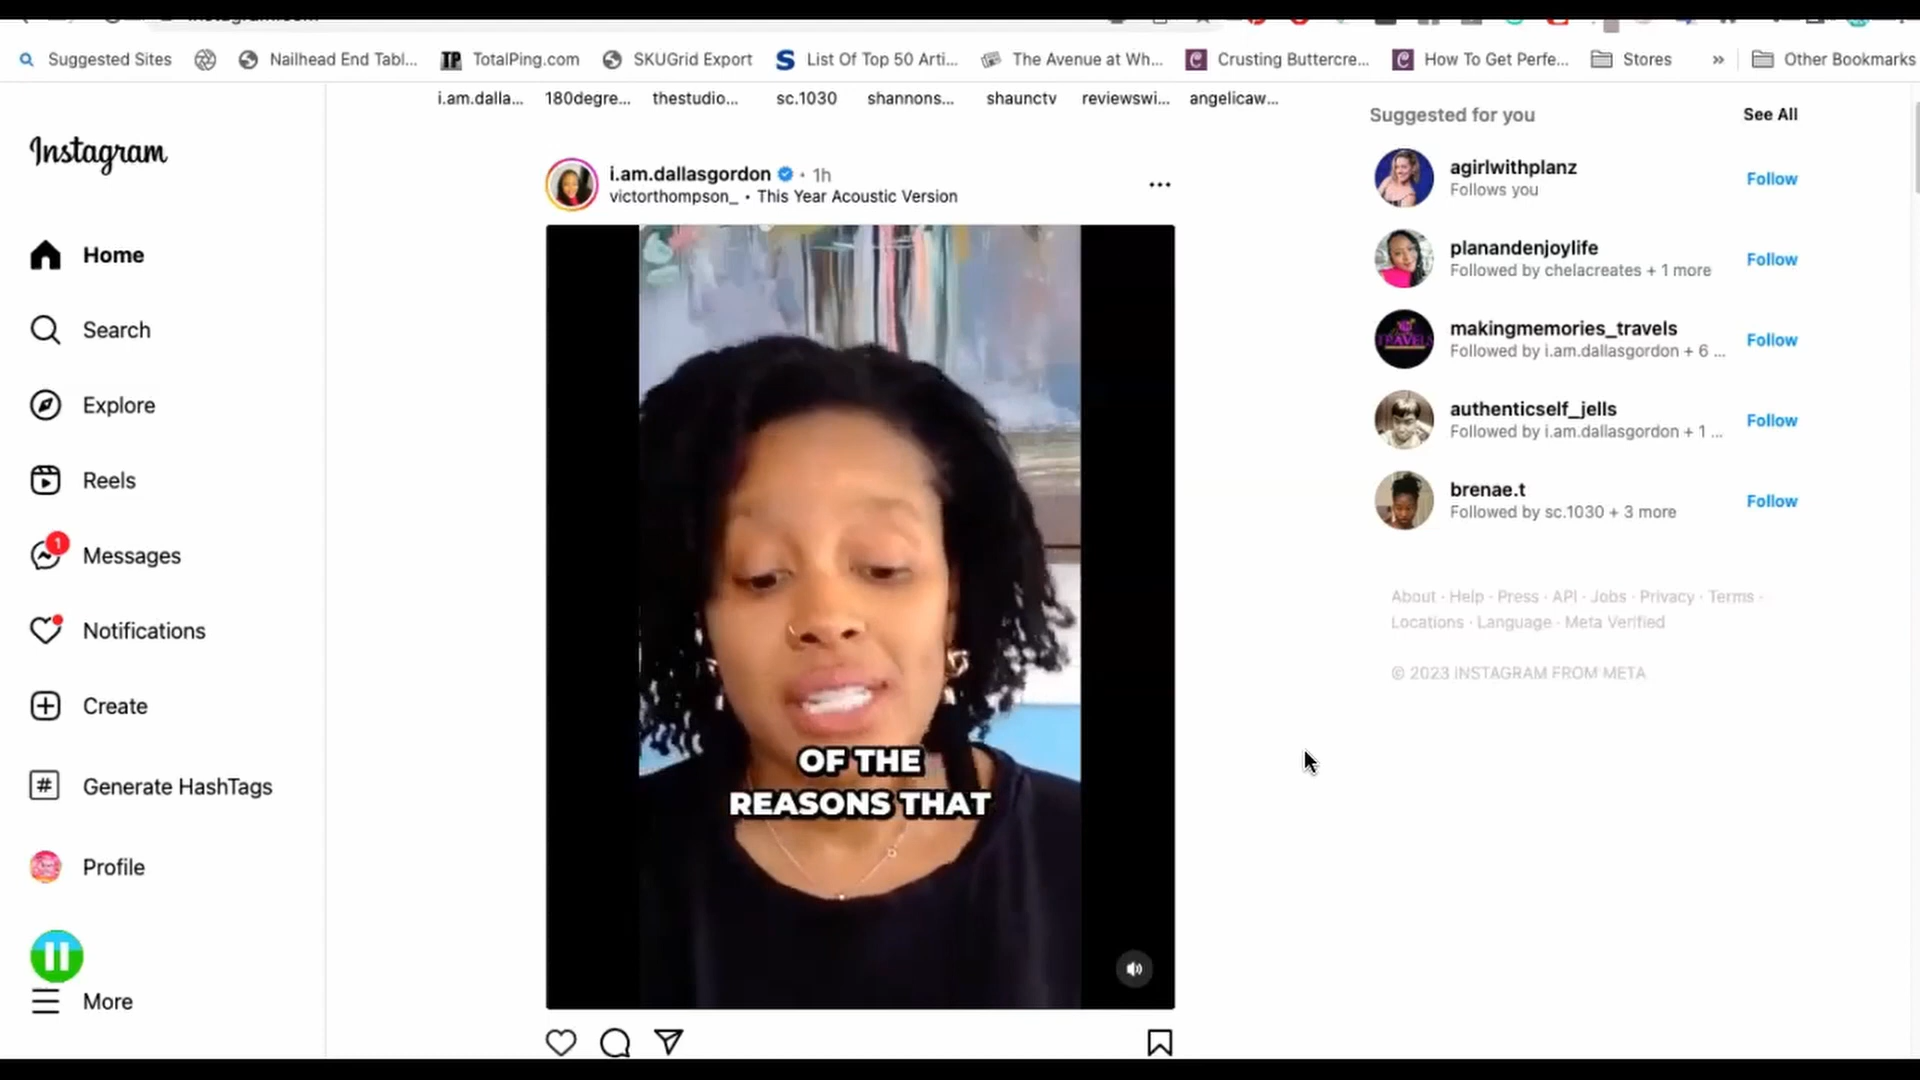 Suggested Sites
Nailhead End Tabl...
TP TotalPing.com
SKUGrid Export
S List Of Top 50 Arti...
The Avenue at Wh...
Crusting Buttercre...
How To Get Perfe...
Stores
»
Other Bookmarks
i.am.dalla... 180degre... thestudio... sc.1030 shannons... shaunctv reviewswi... angelicaw...
Instagram
Home
Search
Explore
Reels
1
Messages
Notifications
Create
# Generate HashTags
Profile
More
i.am.dallasgordon • 1h
victorthompson_ • This Year Acoustic Version
OF THE
REASONS THAT
Suggested for you See All
agirlwithplanz
Follows you
Follow
planandenjoylife
Followed by chelacreates + 1 more
Follow
makingmemories_travels
Followed by i.am.dallasgordon + 6 ...
Follow
authenticself_jells
Followed by i.am.dallasgordon + 1 ...
Follow
brenae.t
Followed by sc.1030 + 3 more
Follow
About · Help · Press · API · Jobs · Privacy · Terms ·
Locations · Language · Meta Verified
© 2023 INSTAGRAM FROM META